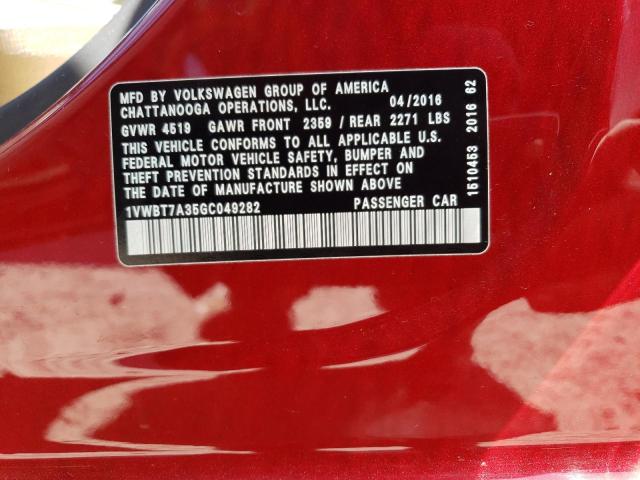 MFD BY VOLKSWAGEN GROUP OF AMERICA
CHATTANOOGA OPERATIONS, LLC. 04/2016
GVWR 4519 GAWR FRONT 2359 / REAR 2271 LBS
THIS VEHICLE CONFORMS TO ALL APPLICABLE U.S.
FEDERAL MOTOR VEHICLE SAFETY, BUMPER AND
THEFT PREVENTION STANDARDS IN EFFECT ON
THE DATE OF MANUFACTURE SHOWN ABOVE
1VWBT7A35GC049282 PASSENGER CAR
1510453 2016 62